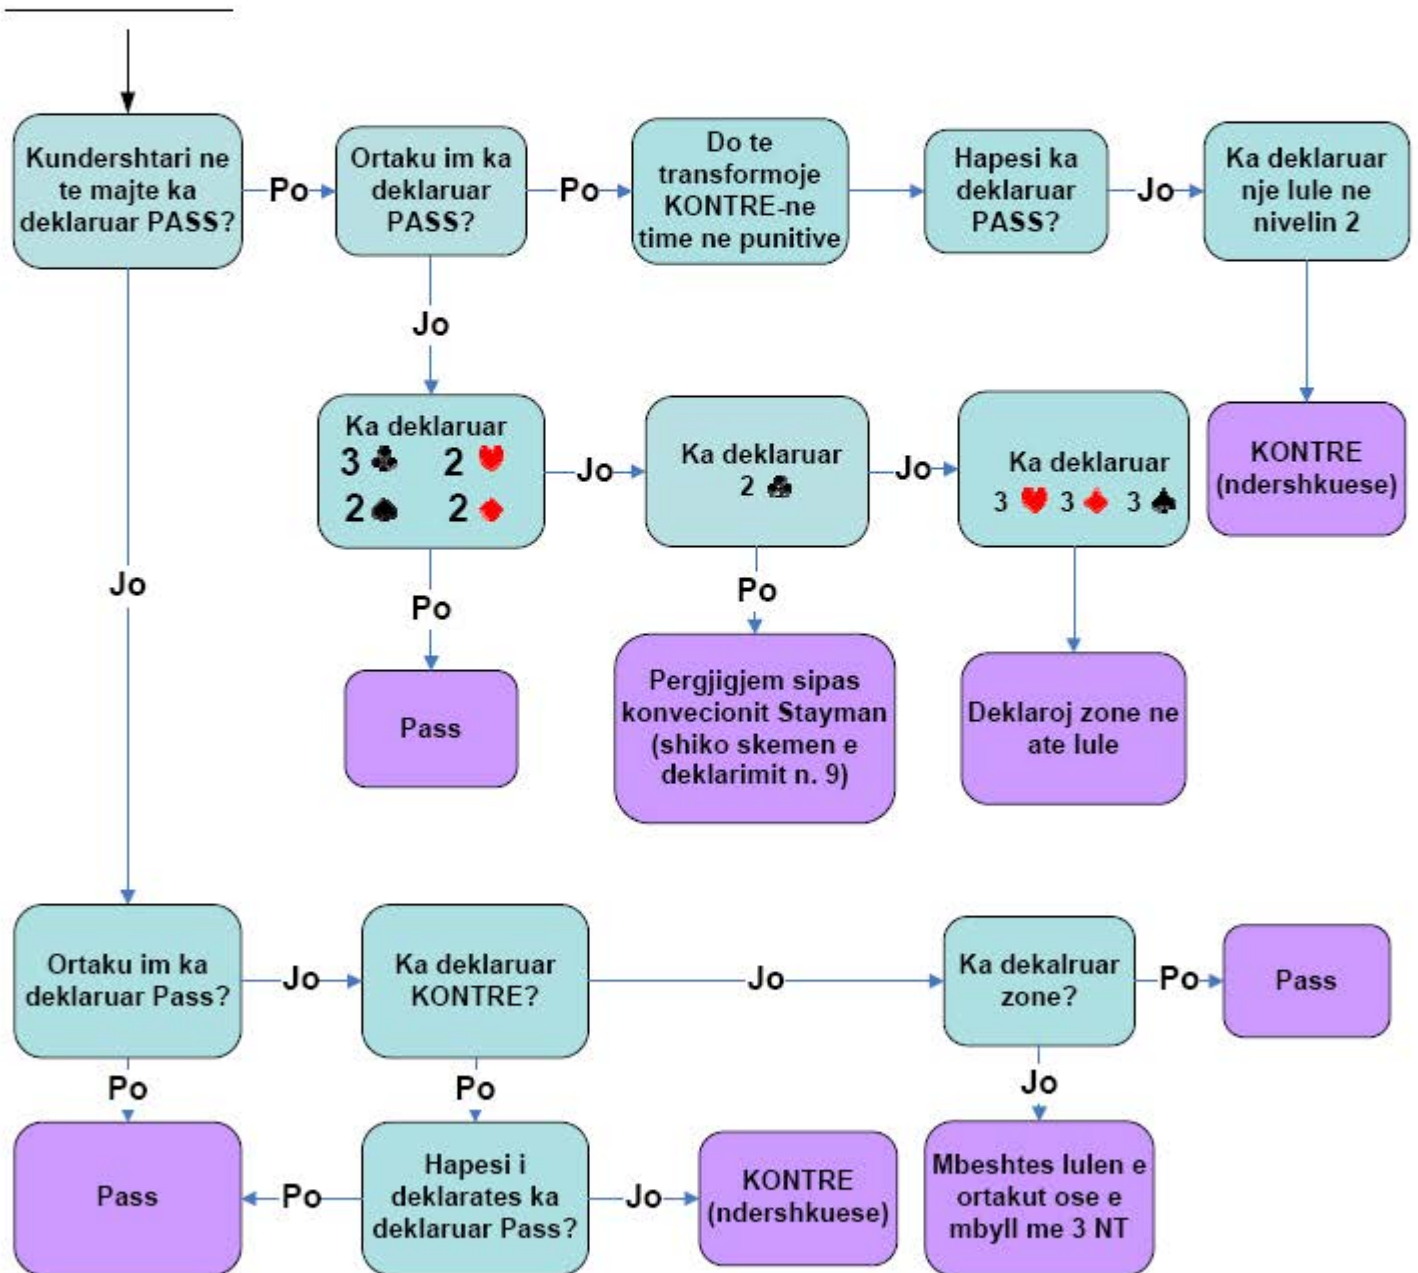 Kundershtari ne
te majte ka
deklaruar PASS?
Po
Ortaku im ka
deklaruar
PASS?
Po
Do te
transformoje
KONTRE-ne
time ne punitive
Hapesi ka
deklaruar
PASS?
Jo
Ka deklaruar
nje lule ne
nivelin 2
Jo
Ka deklaruar
3 ♣ 2 ♥
2 ♠ 2 ♦
Jo
Ka deklaruar
2 ♣
Jo
Ka deklaruar
3 ♥ 3 ♦ 3 ♠
KONTRE
(ndershkuese)
Jo
Po
Po
Pass
Pergjigjem sipas
konvecionit Stayman
(shiko skemen e
deklarimit n. 9)
Deklaroj zone ne
ate lule
Ortaku im ka
deklaruar Pass?
Jo
Ka deklaruar
KONTRE?
Jo
Ka dekalruar
zone?
Po
Pass
Po
Po
Jo
Pass
Po
Hapesi i
deklarates ka
deklaruar Pass?
Jo
KONTRE
(ndershkuese)
Mbeshtes lulen e
ortakut ose e
mbyll me 3 NT